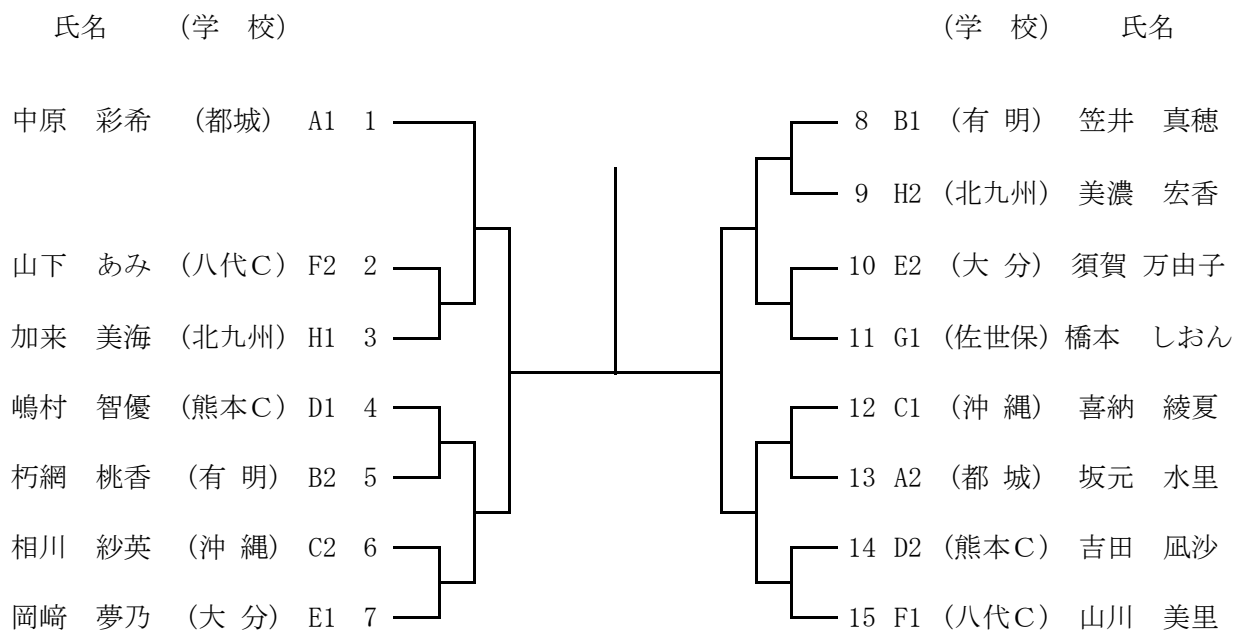 氏名 (学 校) (学 校) 氏名
中原 彩希 (都城) A1 1 8 B1 (有 明) 笠井 真穂
9 H2 (北九州) 美濃 宏香
山下 あみ (八代C) F2 2 10 E2 (大 分) 須賀 万由子
加来 美海 (北九州) H1 3 11 G1 (佐世保) 橋本 しおん
嶋村 智優 (熊本C) D1 4 12 C1 (沖 縄) 喜納 綾夏
朽網 桃香 (有 明) B2 5 13 A2 (都 城) 坂元 水里
相川 紗英 (沖 縄) C2 6 14 D2 (熊本C) 吉田 凪沙
岡﨑 夢乃 (大 分) E1 7 15 F1 (八代C) 山川 美里